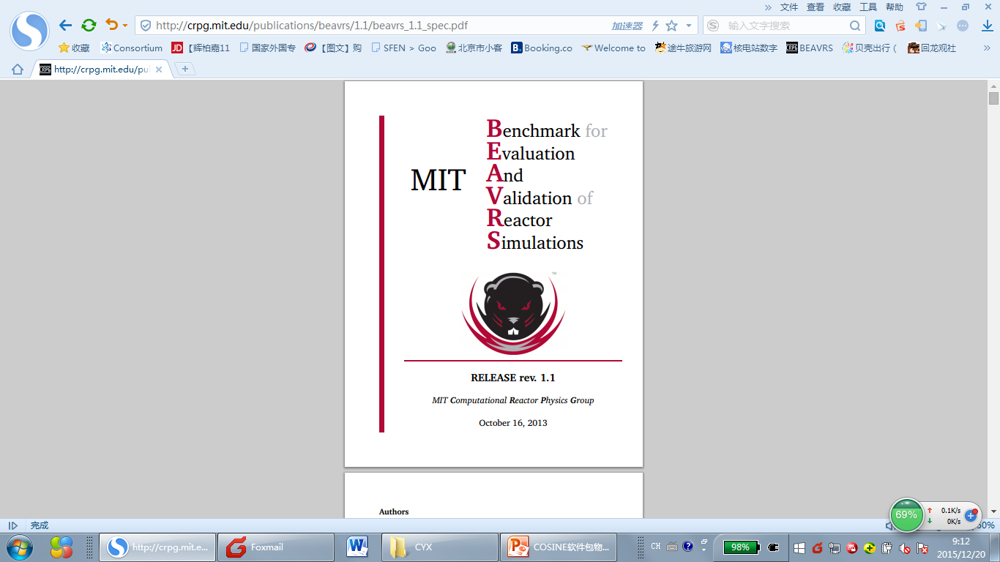 » 文件 查看 收藏 工具 帮助
http://crpg.mit.edu/publications/beavrs/1.1/beavrs_1.1_spec.pdf 加速器 输入文字搜索
收藏 Consortium JD 【辉柏嘉11 国家外国专 【图文】购 SFEN > Goo 北京市小客 B. Booking.co Welcome to 途牛旅游网 核电站数字 CRPG BEAVRS 贝壳出行 ( 回龙观社 »
CRPG http://crpg.mit.edu/pu
MIT
Benchmark for
Evaluation
And
Validation of
Reactor
Simulations
TM
RELEASE rev. 1.1
MIT Computational Reactor Physics Group
October 16, 2013
Authors
69% 0.1K/s
0K/s
完成
http://crpg.mit.e... Foxmail CYX COSINE软件包物... CH 98% 9:12
2015/12/20